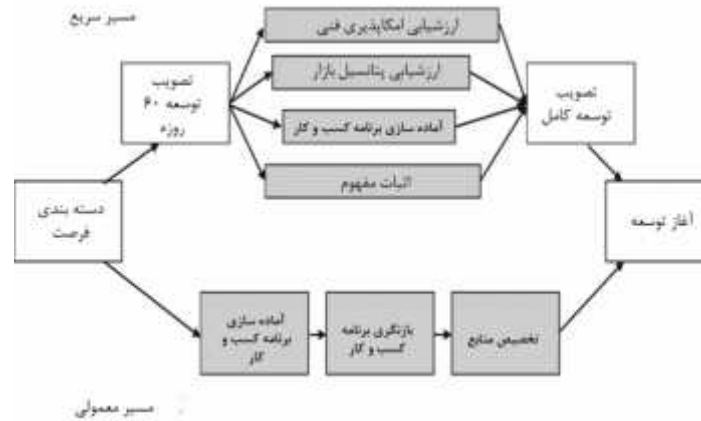 مسیر سریع
ارزشیابی امکاپذیری فنی
ارزشیابی پتانسیل بازار
آماده سازی برنامه کسب و کار
اثبات مفهوم
تصویب
توسعه ۶۰
روزه
تصویب
توسعه کامل
دسته بندی
فرصت
آغاز توسعه
آماده سازی
برنامه کسب و
کار
بازنگری برنامه
کسب و کار
تخصیص منابع
مسیر معمولی